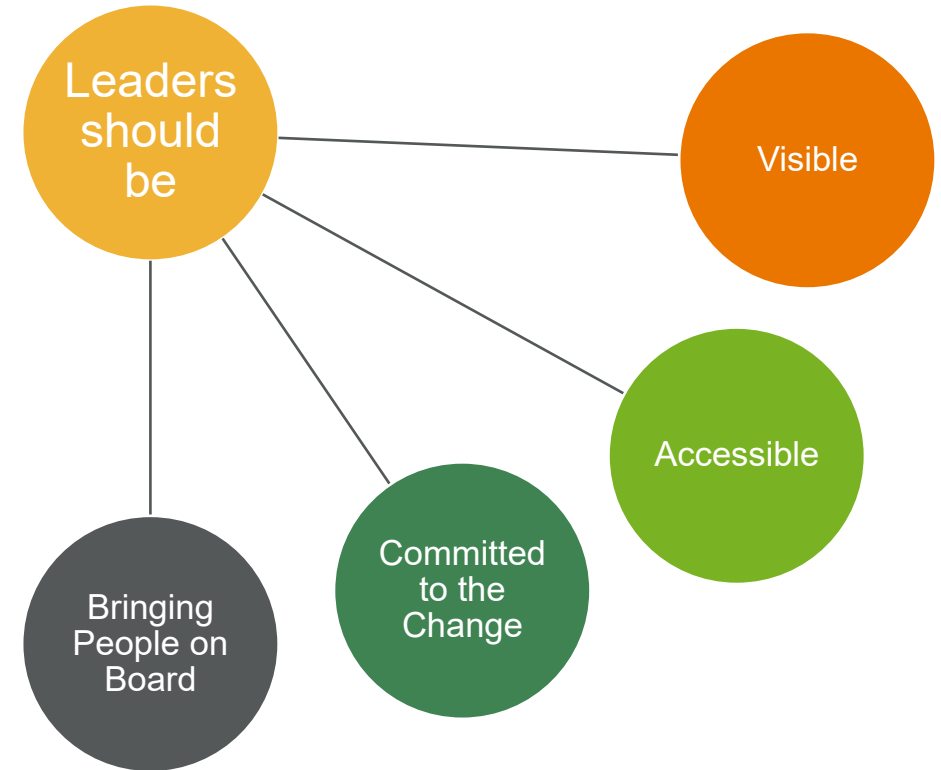 Leaders
should
be
Visible
Accessible
Committed
to the
Change
Bringing
People on
Board